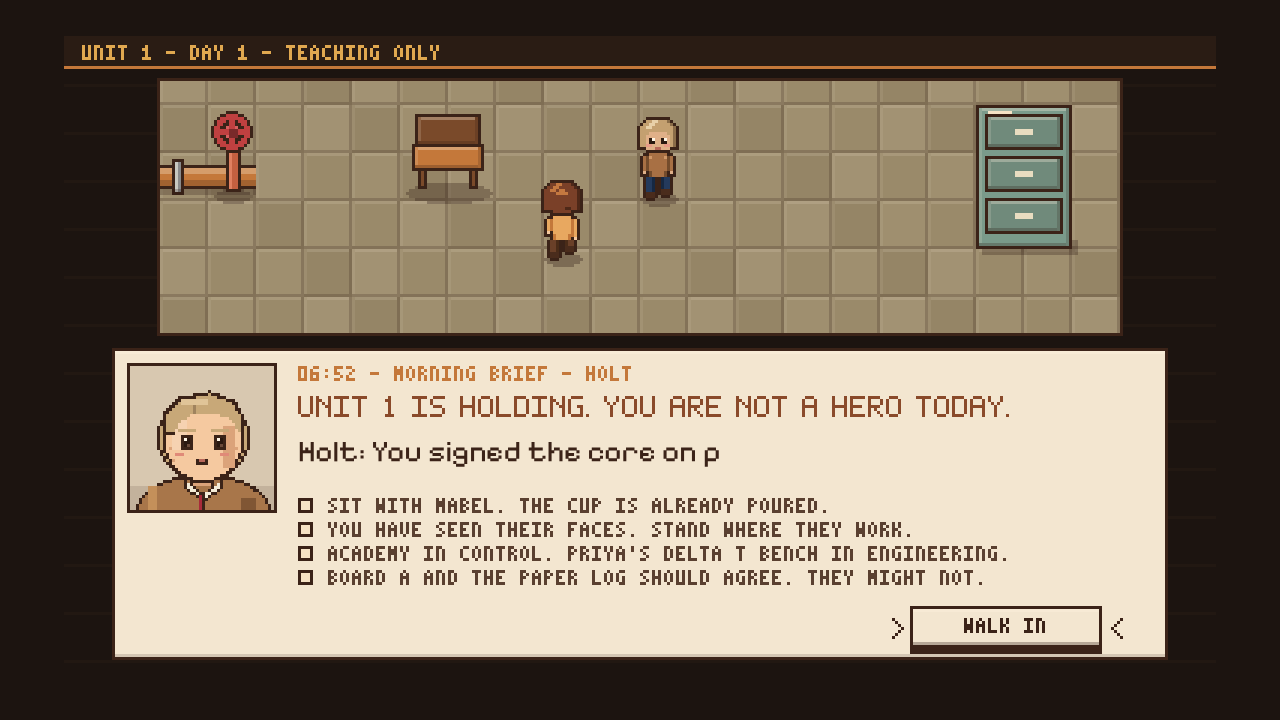 UNIT 1 - DAY 1 - TEACHING ONLY
06:52 - MORNING BRIEF - HOLT
UNIT 1 IS HOLDING. YOU ARE NOT A HERO TODAY.
Holt: You signed the core on p
SIT WITH MABEL. THE CUP IS ALREADY POURED.
YOU HAVE SEEN THEIR FACES. STAND WHERE THEY WORK.
ACADEMY IN CONTROL. PRIYA'S DELTA T BENCH IN ENGINEERING.
BOARD A AND THE PAPER LOG SHOULD AGREE. THEY MIGHT NOT.
> WALK IN <